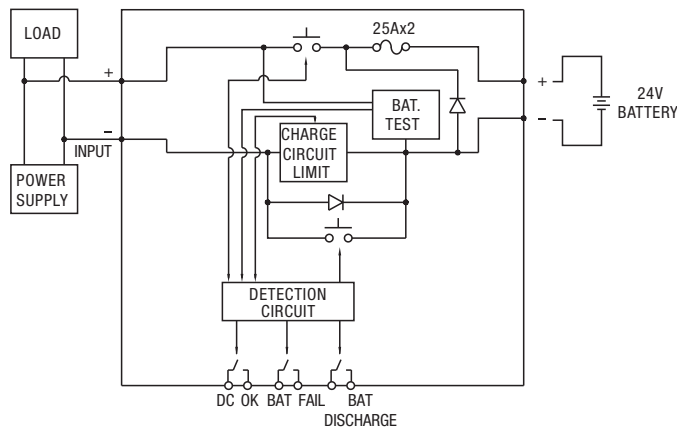 LOAD
25Ax2
+
+
24V
BATTERY
BAT.
TEST
−
−
CHARGE
CIRCUIT
LIMIT
INPUT
POWER
SUPPLY
DETECTION
CIRCUIT
DC OK BAT FAIL BAT
DISCHARGE